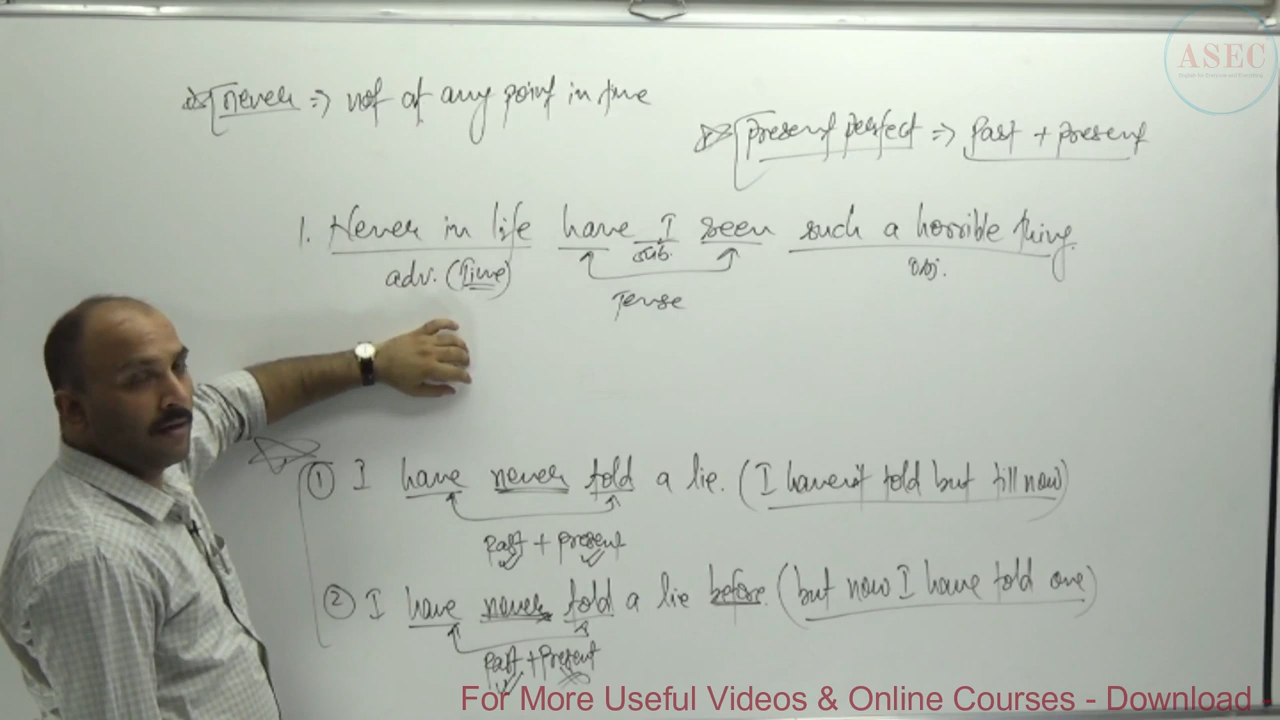 ASEC
never => not at any point in time
present perfect => Past + present
1. Never in life have I seen such a horrible thing.
adv. (Time)
sub.
obj.
Tense
① I have never told a lie. (I haven't told but till now)
Past + present
② I have never told a lie before. (but now I have told one)
Past + Present
For More Useful Videos & Online Courses - Download -